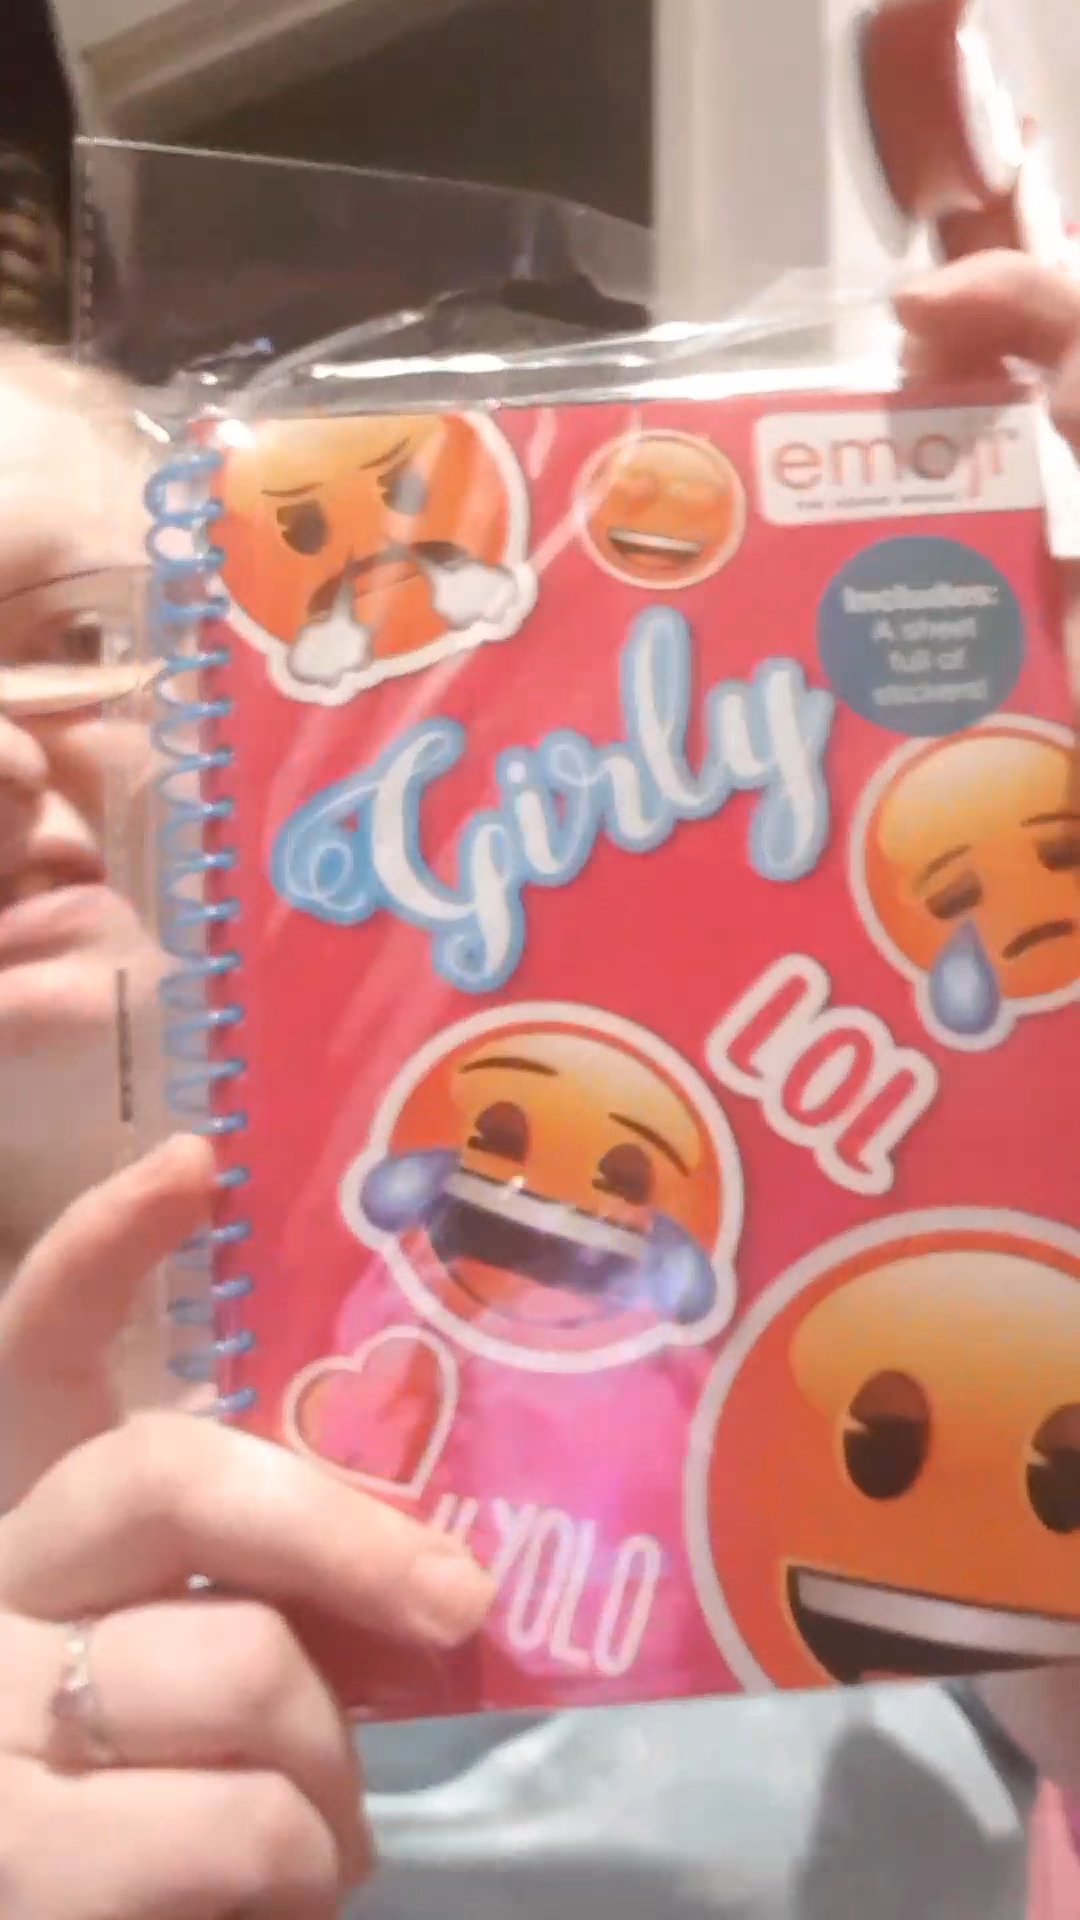 emoji
Includes:
A sheet
full of
stickers!
Girly
LOL
#YOLO